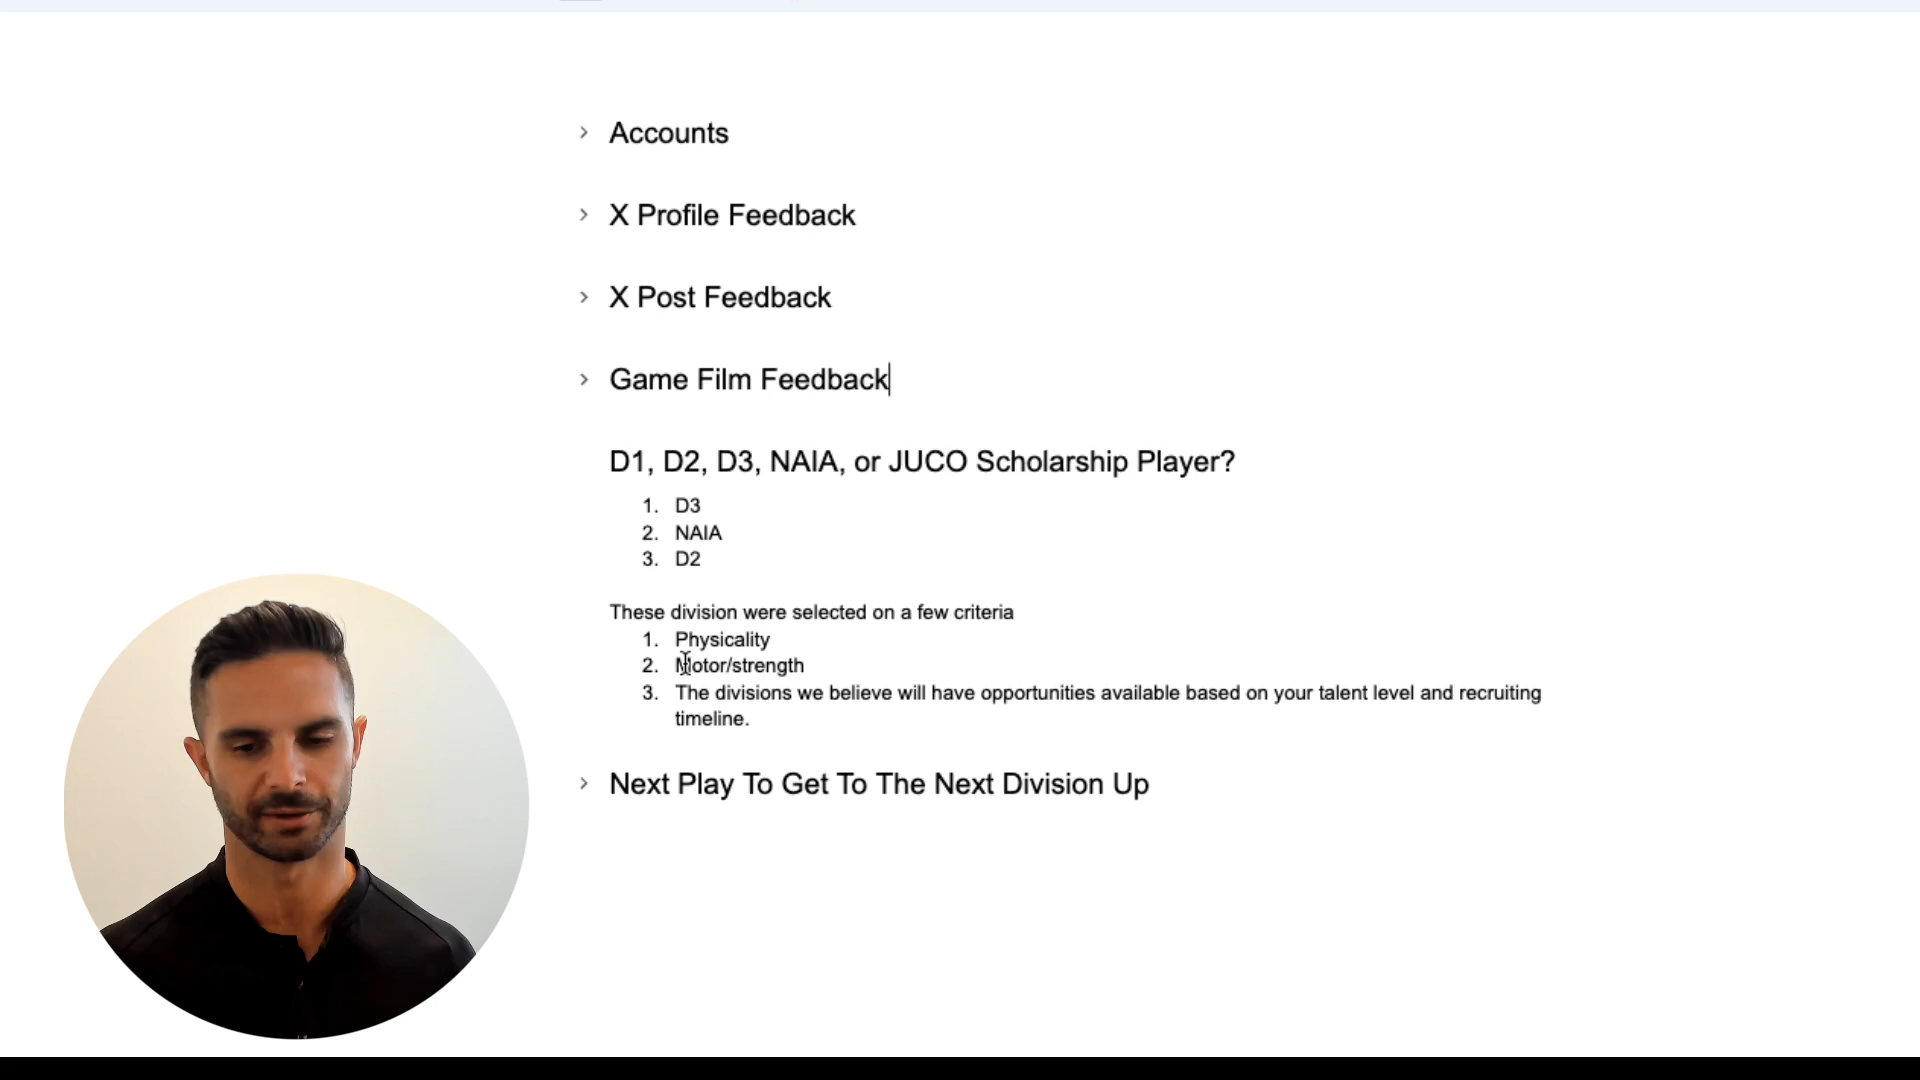 Accounts
X Profile Feedback
X Post Feedback
Game Film Feedback
D1, D2, D3, NAIA, or JUCO Scholarship Player?
1. D3
2. NAIA
3. D2
These division were selected on a few criteria
1. Physicality
2. Motor/strength
3. The divisions we believe will have opportunities available based on your talent level and recruiting
timeline.
Next Play To Get To The Next Division Up